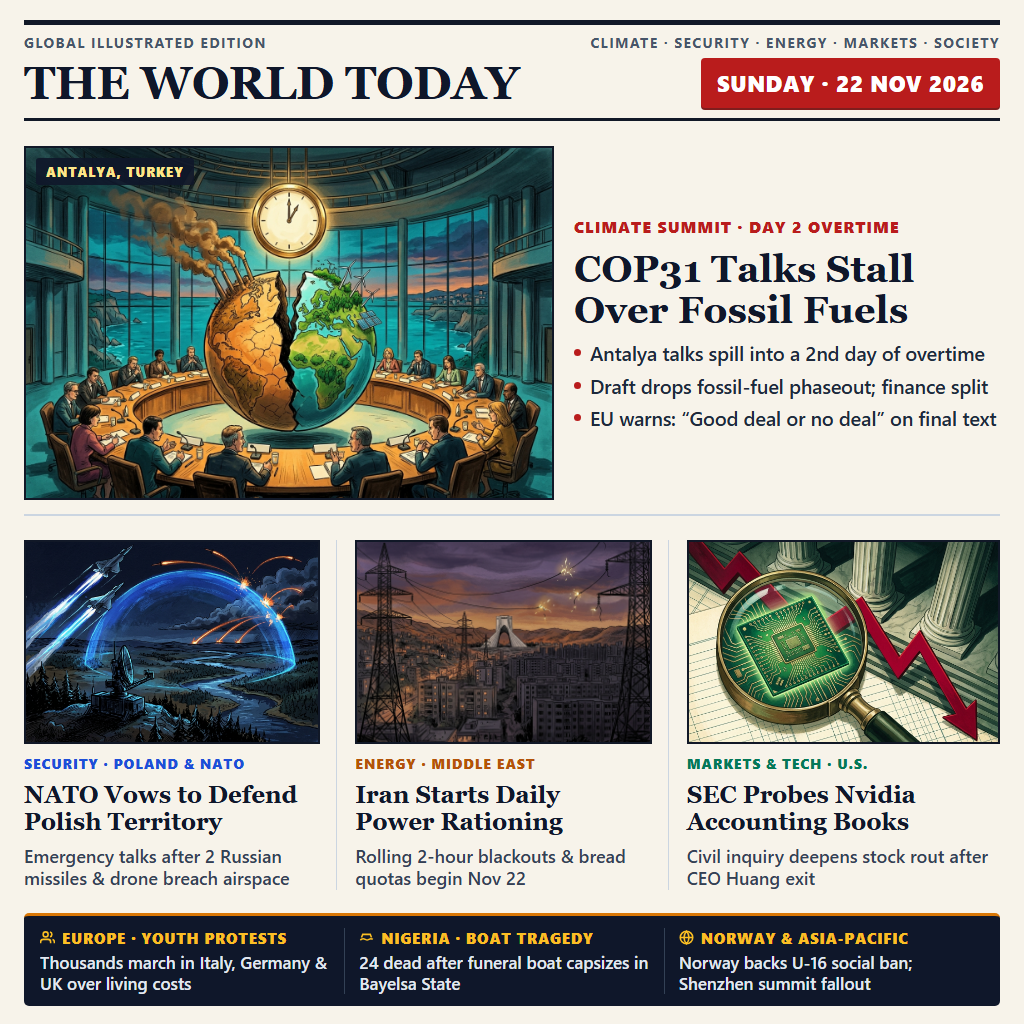 GLOBAL ILLUSTRATED EDITION
CLIMATE · SECURITY · ENERGY · MARKETS · SOCIETY
THE WORLD TODAY
SUNDAY · 22 NOV 2026
ANTALYA, TURKEY
CLIMATE SUMMIT · DAY 2 OVERTIME
COP31 Talks Stall
Over Fossil Fuels
• Antalya talks spill into a 2nd day of overtime
• Draft drops fossil-fuel phaseout; finance split
• EU warns: “Good deal or no deal” on final text
SECURITY · POLAND & NATO
NATO Vows to Defend
Polish Territory
Emergency talks after 2 Russian
missiles & drone breach airspace
ENERGY · MIDDLE EAST
Iran Starts Daily
Power Rationing
Rolling 2-hour blackouts & bread
quotas begin Nov 22
MARKETS & TECH · U.S.
SEC Probes Nvidia
Accounting Books
Civil inquiry deepens stock rout after
CEO Huang exit
EUROPE · YOUTH PROTESTS
Thousands march in Italy, Germany &
UK over living costs
NIGERIA · BOAT TRAGEDY
24 dead after funeral boat capsizes in
Bayelsa State
NORWAY & ASIA-PACIFIC
Norway backs U-16 social ban;
Shenzhen summit fallout